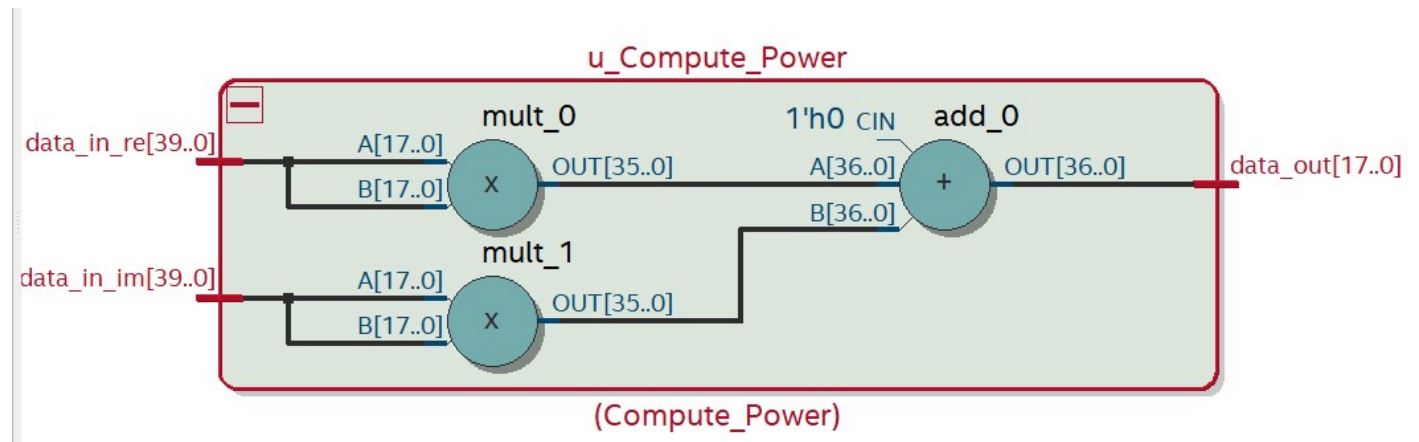 u_Compute_Power
mult_0
1'h0 CIN
add_0
data_in_re[39..0]
A[17..0]
B[17..0]
x
OUT[35..0]
A[36..0]
B[36..0]
+
OUT[36..0]
data_out[17..0]
mult_1
data_in_im[39..0]
A[17..0]
B[17..0]
x
OUT[35..0]
(Compute_Power)